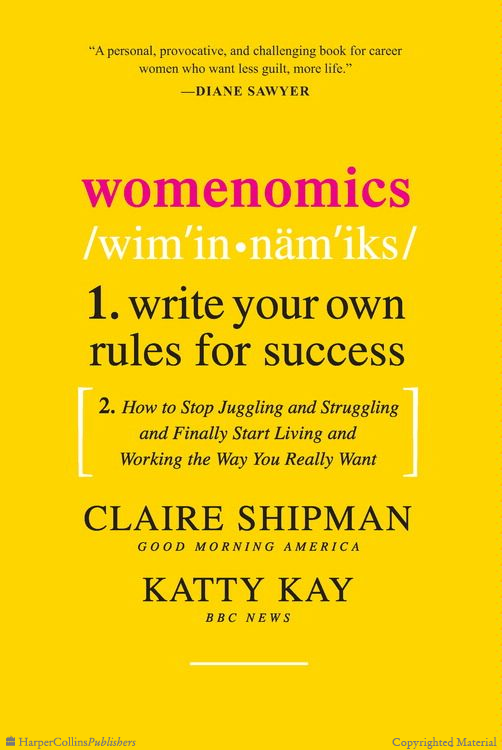 “A personal, provocative, and challenging book for career
women who want less guilt, more life.”
—DIANE SAWYER
womenomics
/wim′in•näm′iks/
1. write your own
rules for success
2. How to Stop Juggling and Struggling
and Finally Start Living and
Working the Way You Really Want
CLAIRE SHIPMAN
GOOD MORNING AMERICA
KATTY KAY
BBC NEWS
HarperCollinsPublishers
Copyrighted Material